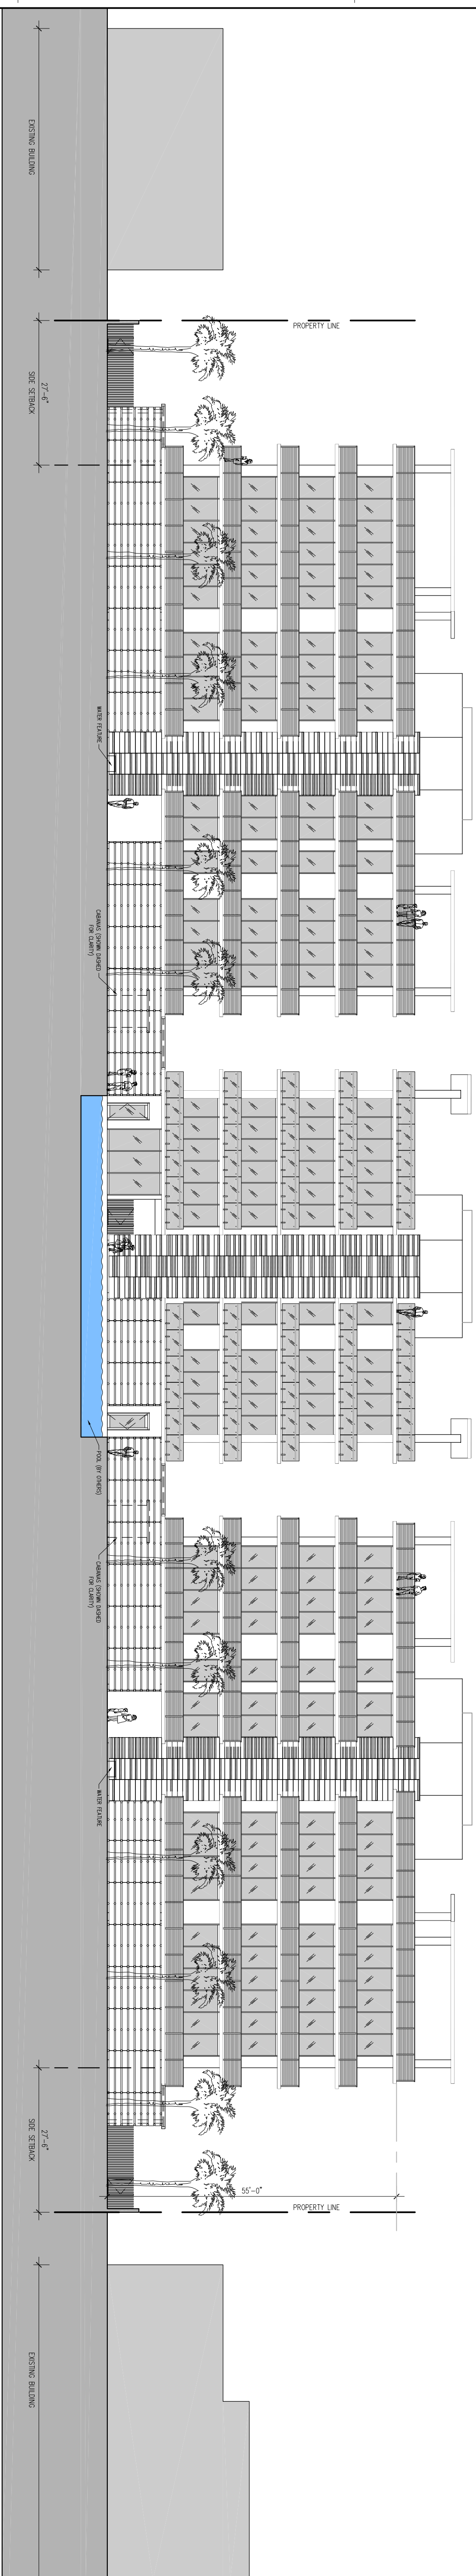 EXISTING BUILDING
PROPERTY LINE
27'-6"
SIDE SETBACK
WATER FEATURE
CABANAS (SHOWN DASHED
FOR CLARITY)
POOL (BY OTHERS)
CABANAS (SHOWN DASHED
FOR CLARITY)
WATER FEATURE
27'-6"
SIDE SETBACK
55'-0"
PROPERTY LINE
EXISTING BUILDING